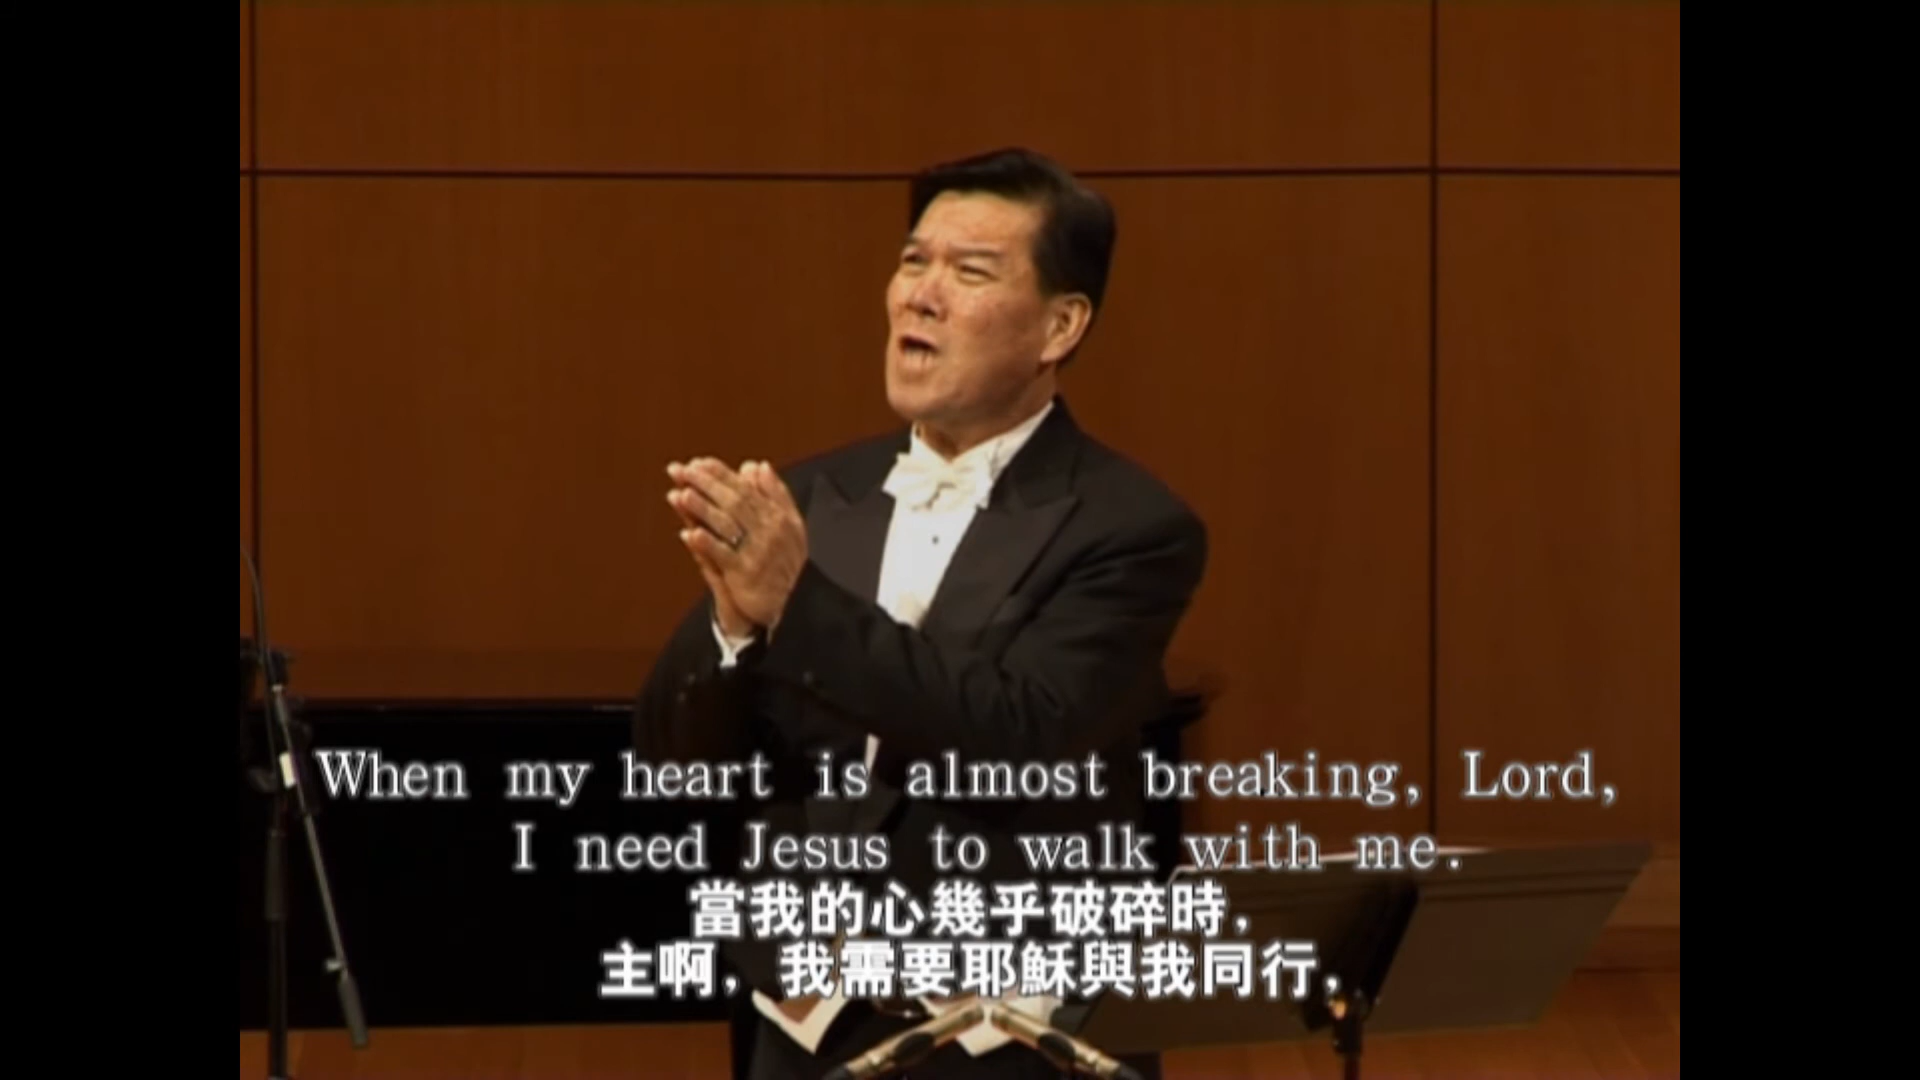 When my heart is almost breaking, Lord,
I need Jesus to walk with me.
當我的心幾乎破碎時，
主啊，我需要耶穌與我同行，